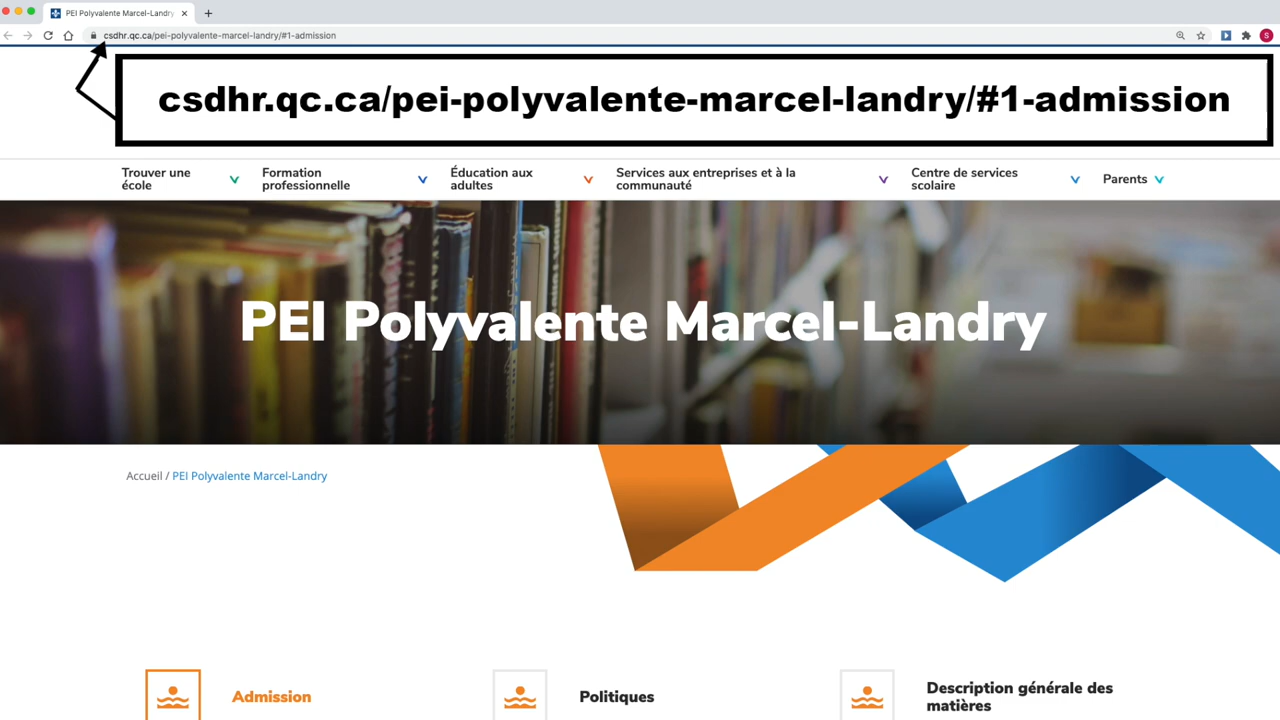 PEI Polyvalente Marcel-Landry
csdhr.qc.ca/pei-polyvalente-marcel-landry/#1-admission
S
csdhr.qc.ca/pei-polyvalente-marcel-landry/#1-admission
Trouver une
école
Formation
professionnelle
Éducation aux
adultes
Services aux entreprises et à la
communauté
Centre de services
scolaire
Parents
PEI Polyvalente Marcel-Landry
Accueil / PEI Polyvalente Marcel-Landry
Admission
Politiques
Description générale des
matières